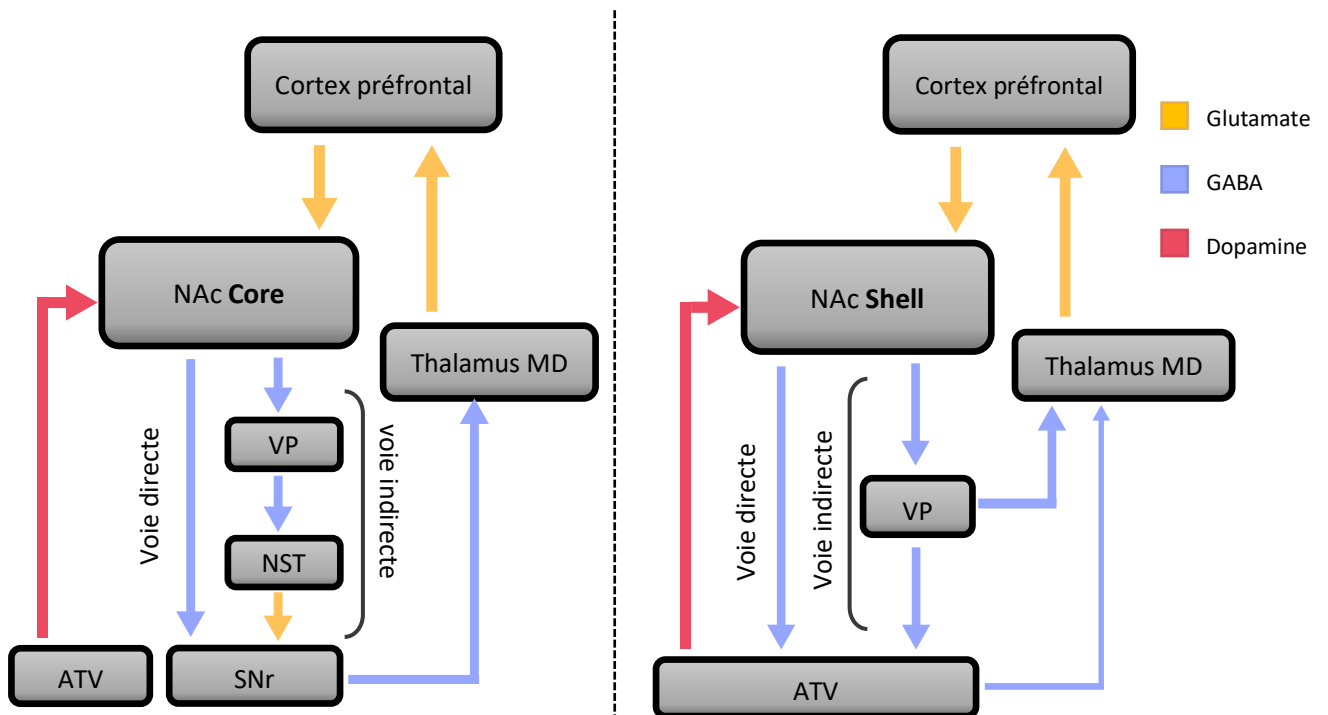 Cortex préfrontal
NAc Core
Thalamus MD
Voie directe
VP
voie indirecte
NST
ATV
SNr
Cortex préfrontal
Glutamate
GABA
Dopamine
NAc Shell
Thalamus MD
Voie directe
Voie indirecte
VP
ATV